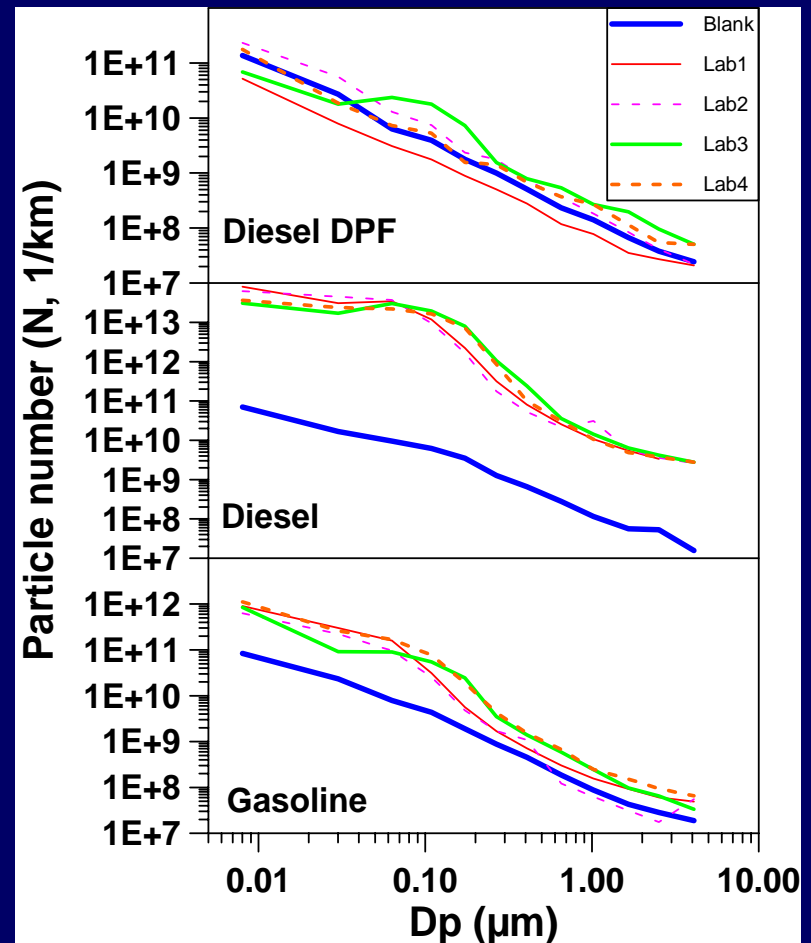 Blank
Lab1
Lab2
Lab3
Lab4
1E+11
1E+10
1E+9
1E+8
1E+7
Diesel DPF
1E+13
1E+12
1E+11
1E+10
1E+9
1E+8
1E+7
Diesel
1E+12
1E+11
1E+10
1E+9
1E+8
1E+7
Gasoline
Particle number (N, 1/km)
0.01 0.10 1.00 10.00
Dp (µm)